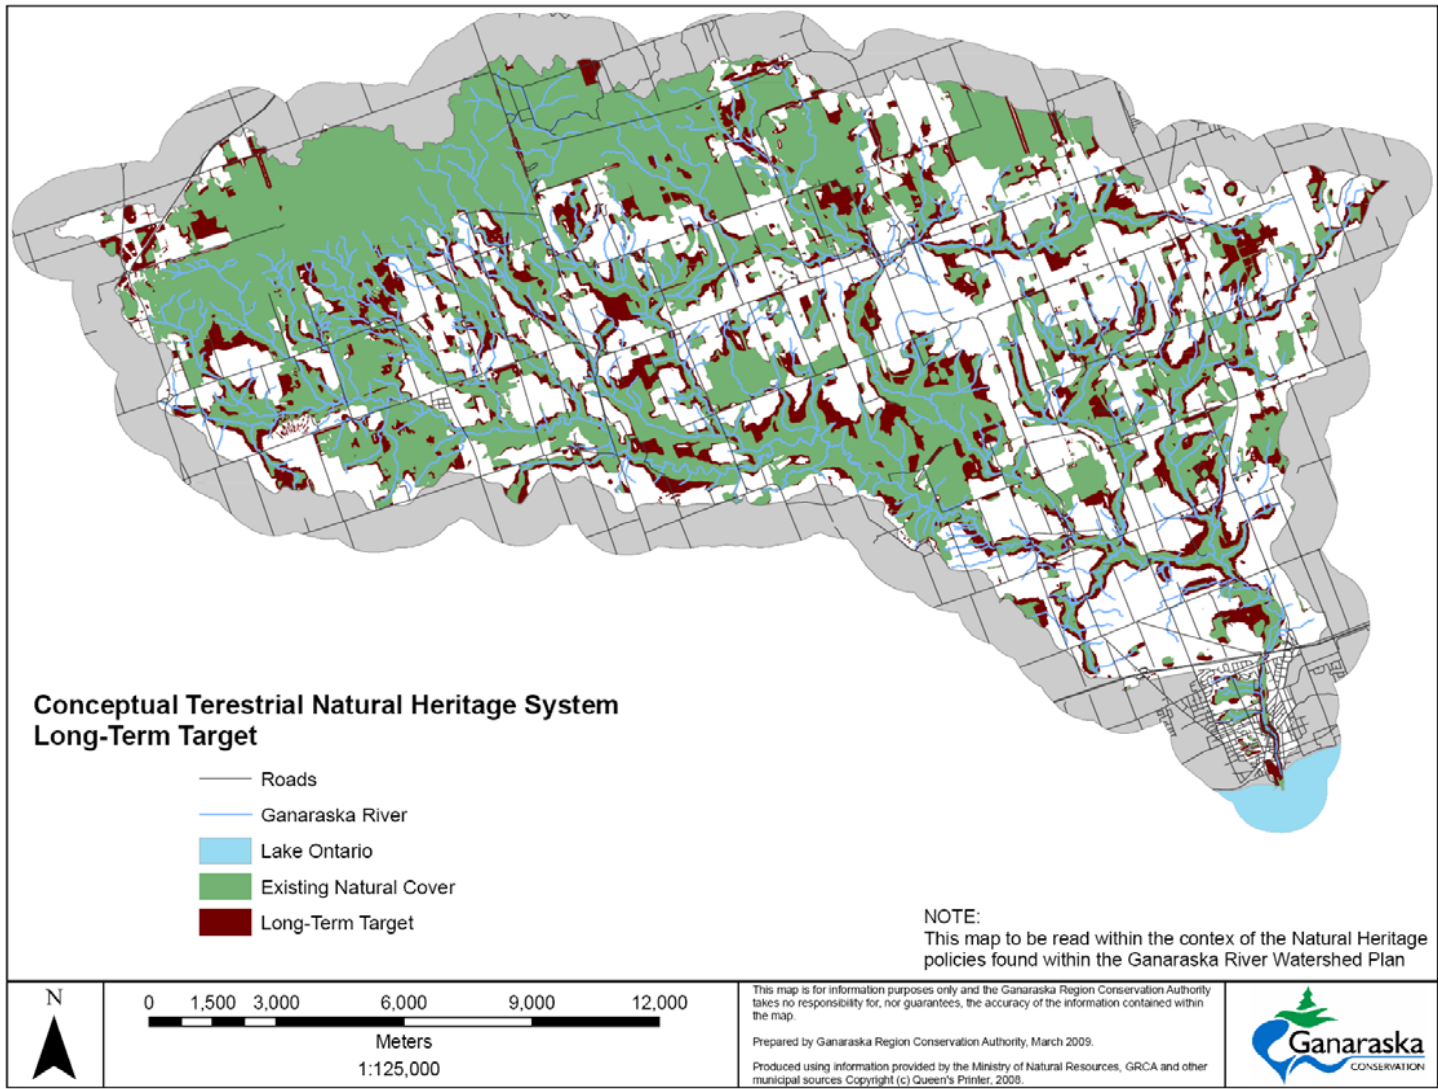 Conceptual Terestrial Natural Heritage System
Long-Term Target
Roads
Ganaraska River
Lake Ontario
Existing Natural Cover
Long-Term Target
NOTE:
This map to be read within the contex of the Natural Heritage
policies found within the Ganaraska River Watershed Plan
N
0 1,500 3,000 6,000 9,000 12,000
Meters
1:125,000
This map is for information purposes only and the Ganaraska Region Conservation Authority
takes no responsibility for, nor guarantees, the accuracy of the information contained within
the map.
Prepared by Ganaraska Region Conservation Authority, March 2009.
Produced using information provided by the Ministry of Natural Resources, GRCA and other
municipal sources Copyright (c) Queen's Printer, 2008.
Ganaraska
CONSERVATION